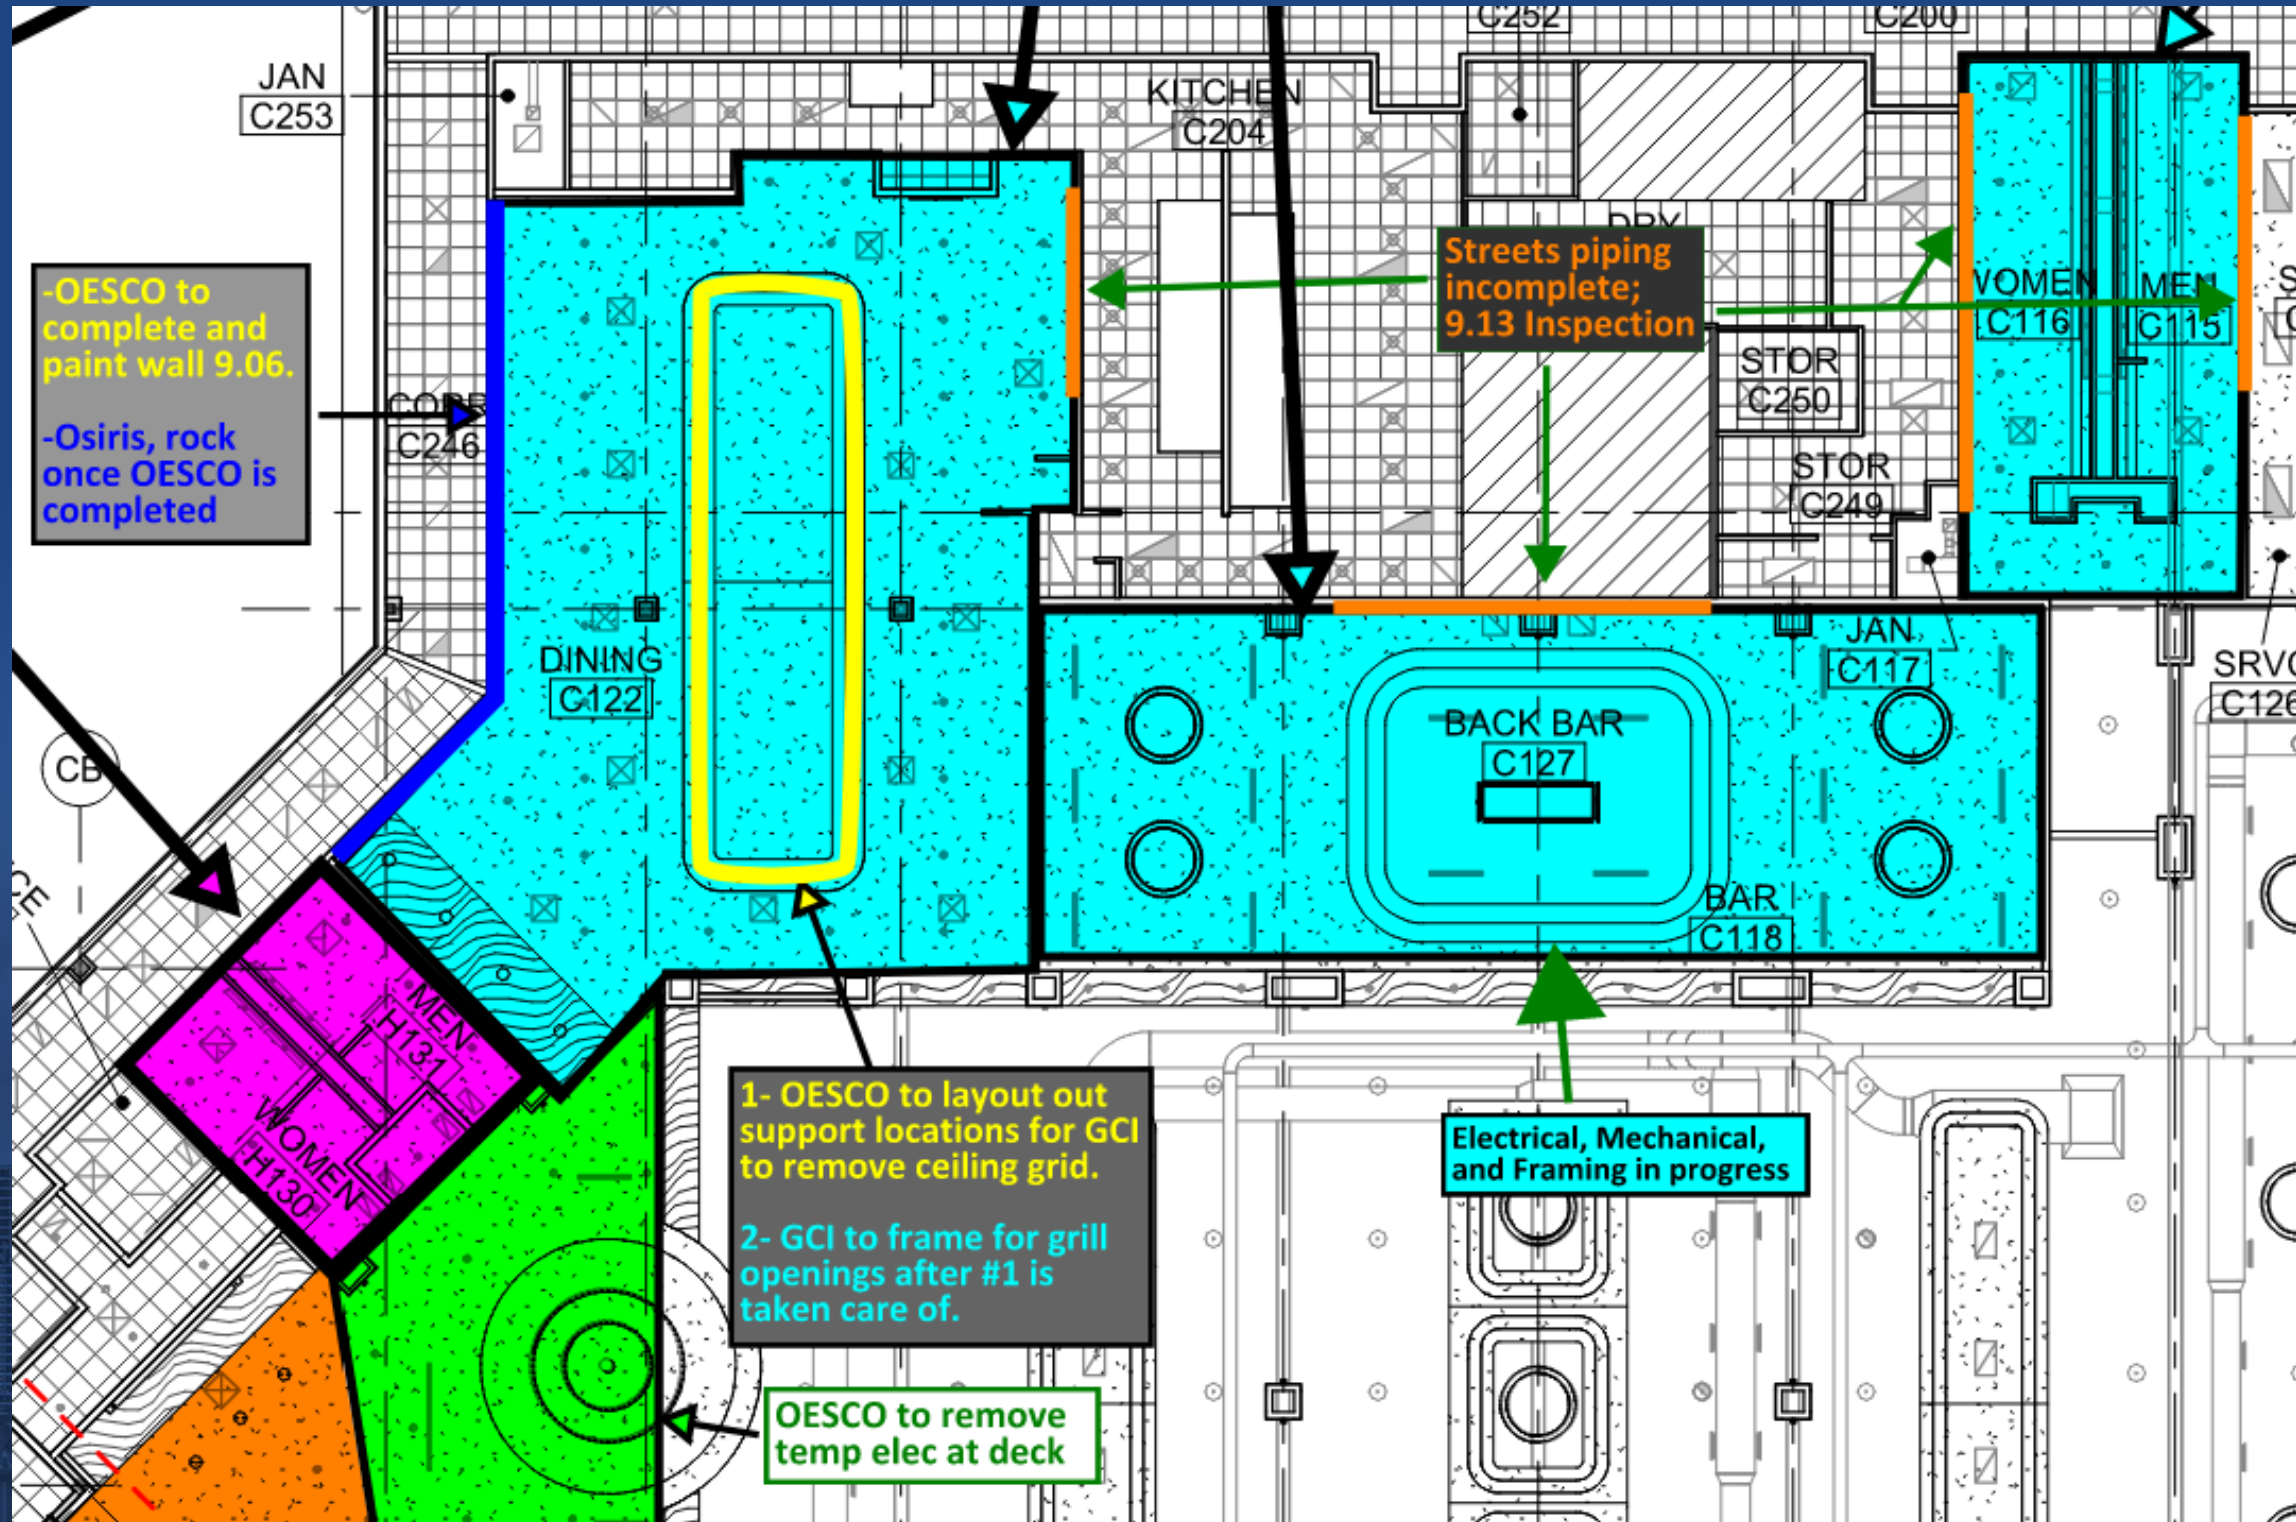 C252
C200
JAN
C253
KITCHEN
C204
DRY
-OESCO to
complete and
paint wall 9.06.
-Osiris, rock
once OESCO is
completed
Streets piping
incomplete;
9.13 Inspection
WOMEN
C116
MEN
C115
STOR
C250
C246
STOR
C249
DINING
C122
JAN
C117
SRVC
C126
BACK BAR
C127
CB
BAR
C118
MEN
H131
WOMEN
H130
1- OESCO to layout out
support locations for GCI
to remove ceiling grid.
2- GCI to frame for grill
openings after #1 is
taken care of.
Electrical, Mechanical,
and Framing in progress
OESCO to remove
temp elec at deck